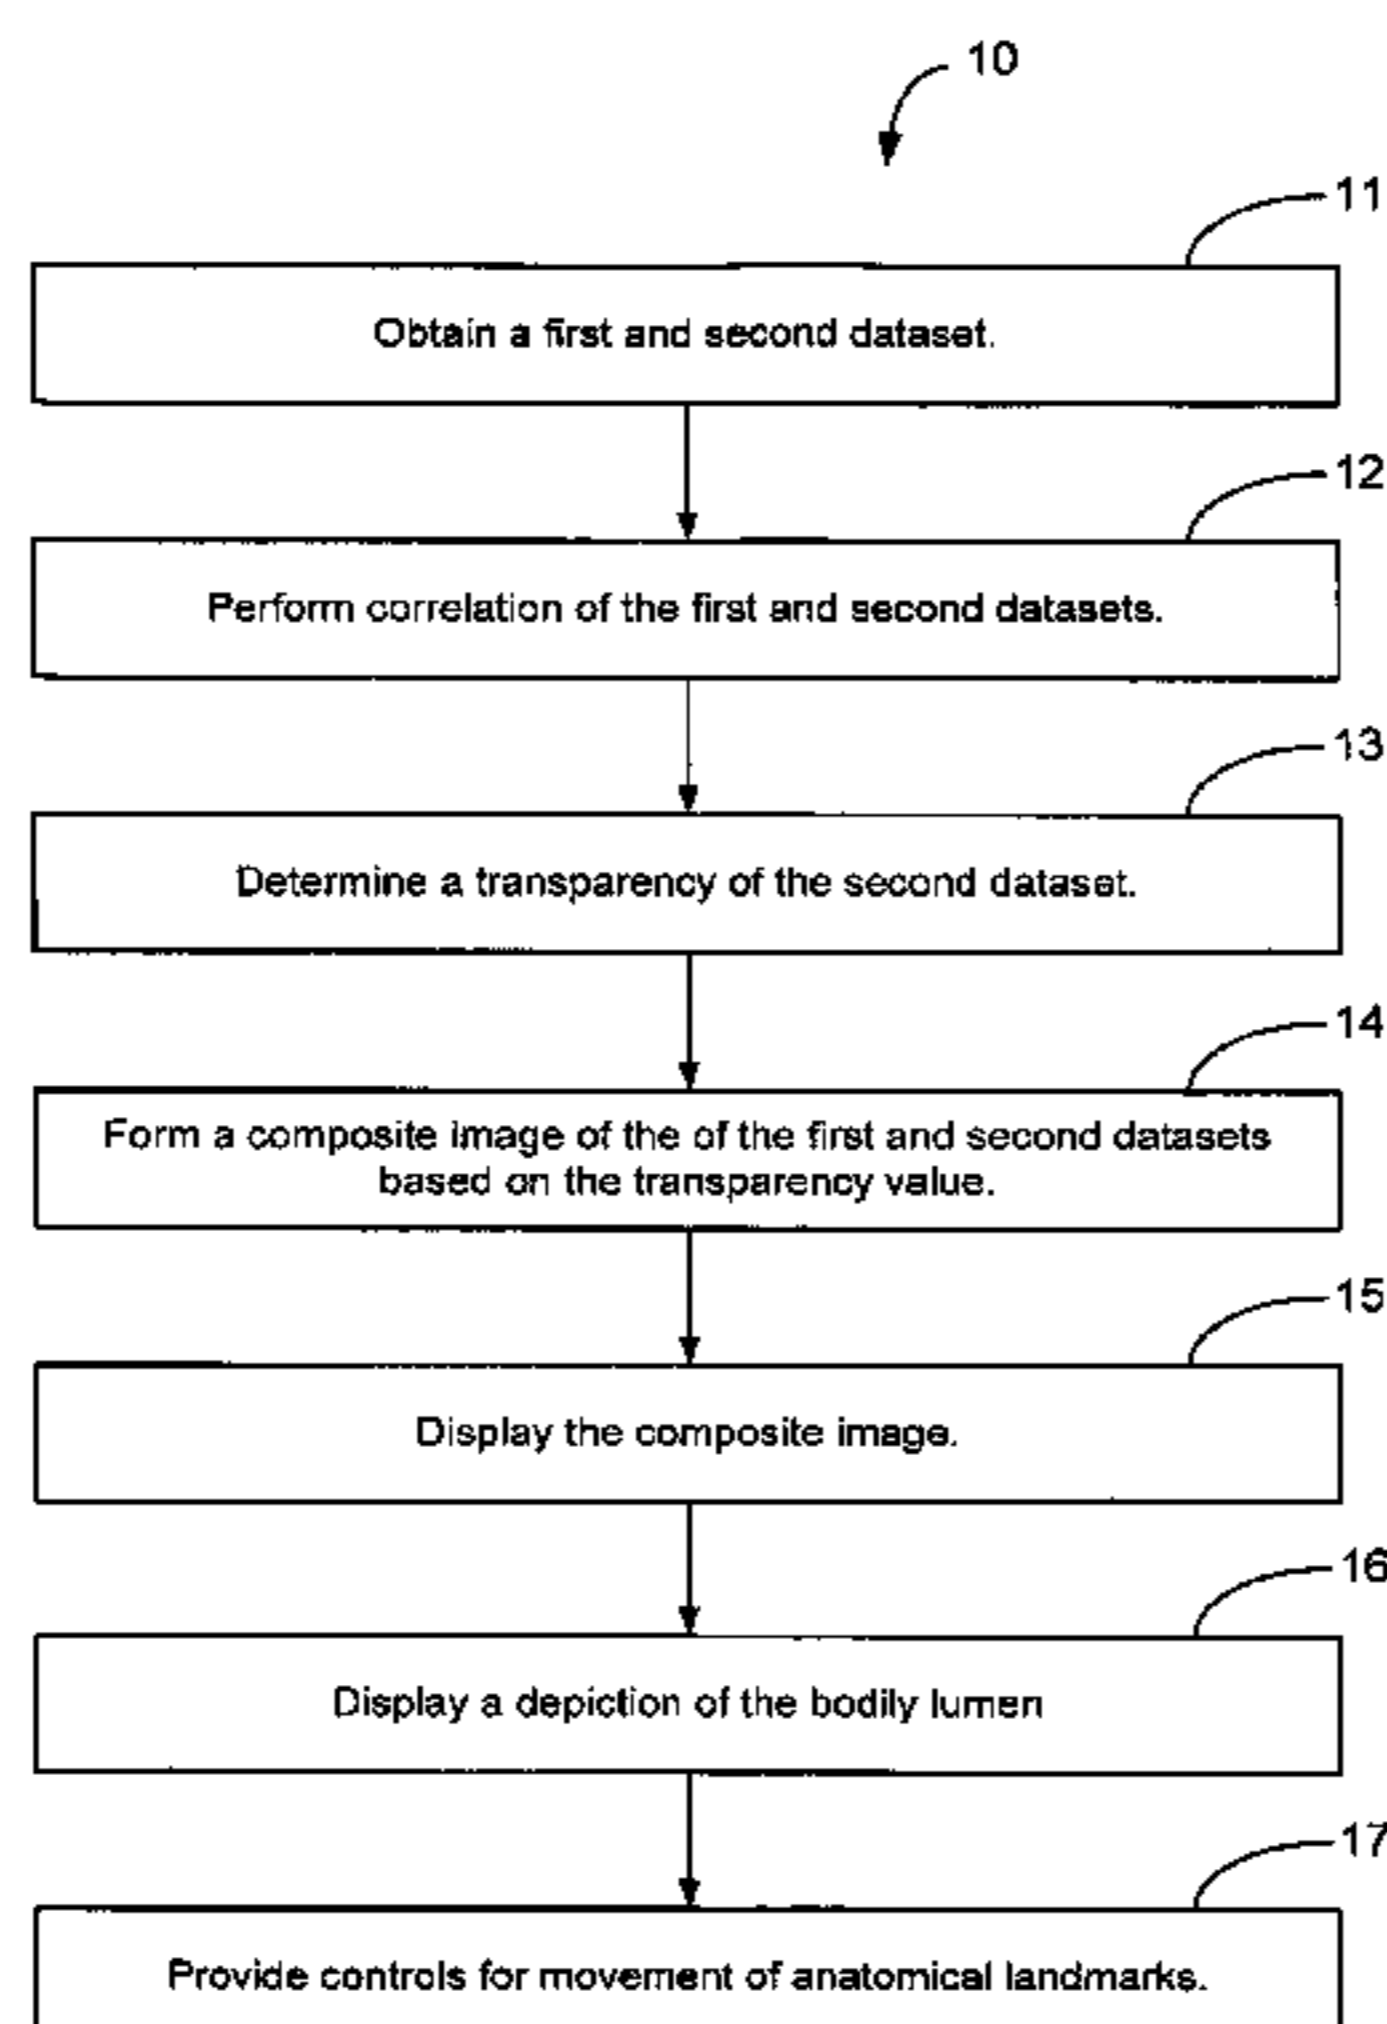 10
11
Obtain a first and second dataset.
12
Perform correlation of the first and second datasets.
13
Determine a transparency of the second dataset.
14
Form a composite image of the of the first and second datasets
based on the transparency value.
15
Display the composite image.
16
Display a depiction of the bodily lumen
17
Provide controls for movement of anatomical landmarks.